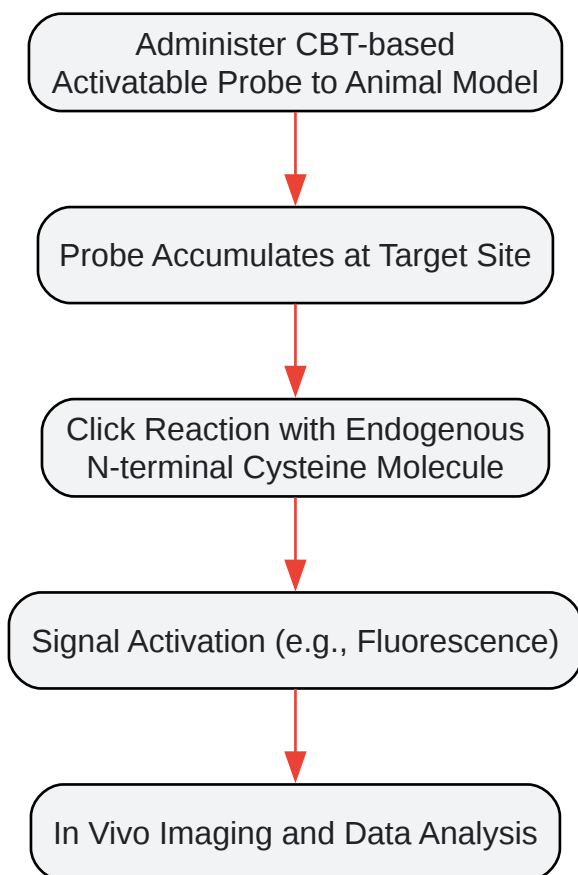 Administer CBT-based
Activatable Probe to Animal Model
Probe Accumulates at Target Site
Click Reaction with Endogenous
N-terminal Cysteine Molecule
Signal Activation (e.g., Fluorescence)
In Vivo Imaging and Data Analysis